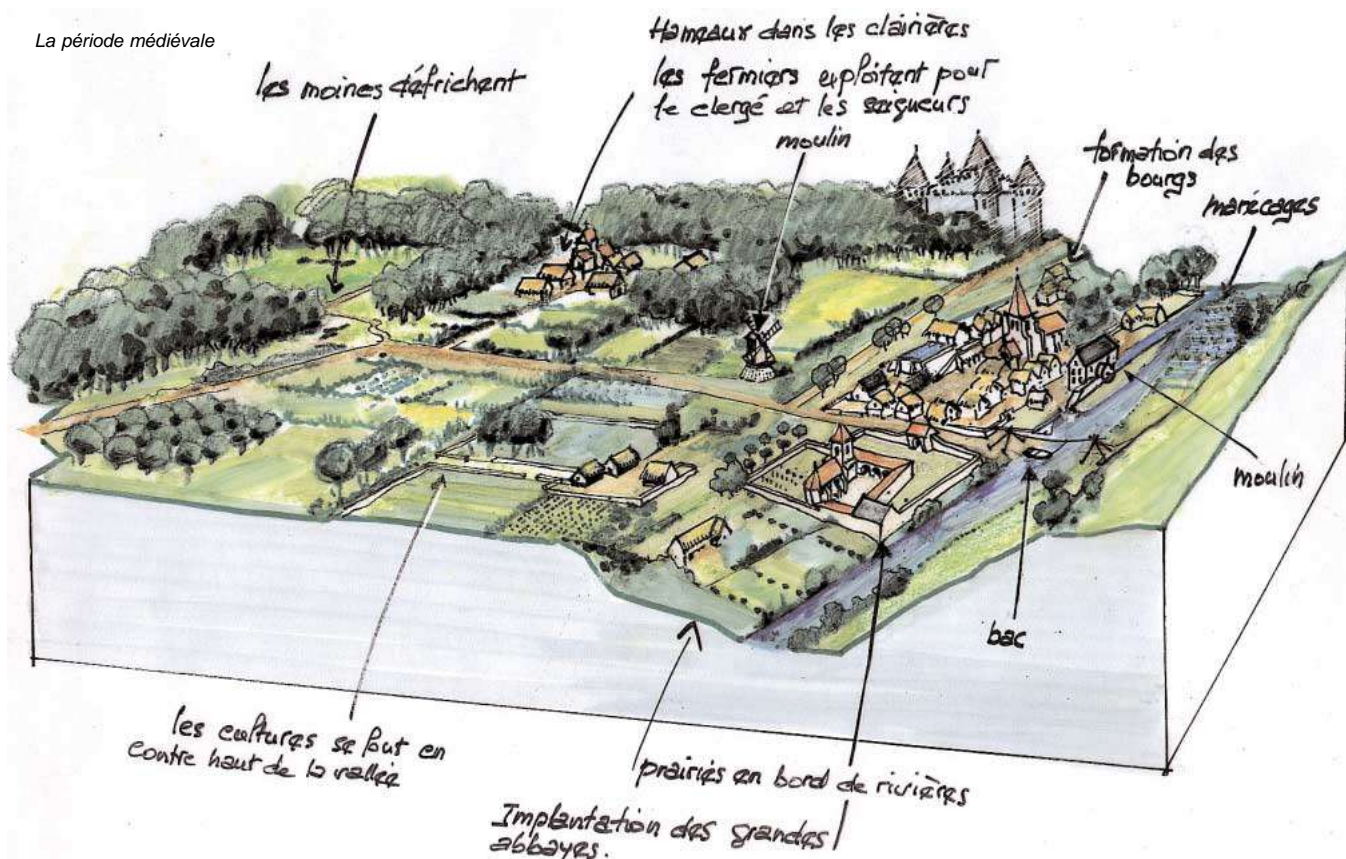 La période médiévale
les moines défrichent
Hameaux dans les clairières
les fermiers exploitant pour
le clergé et les seigneurs
moulin
formation des
bourgs
marécages
moulin
bac
les cultures se font en
contre haut de la vallée
prairies en bord de rivières
Implantation des grandes
abbayes.